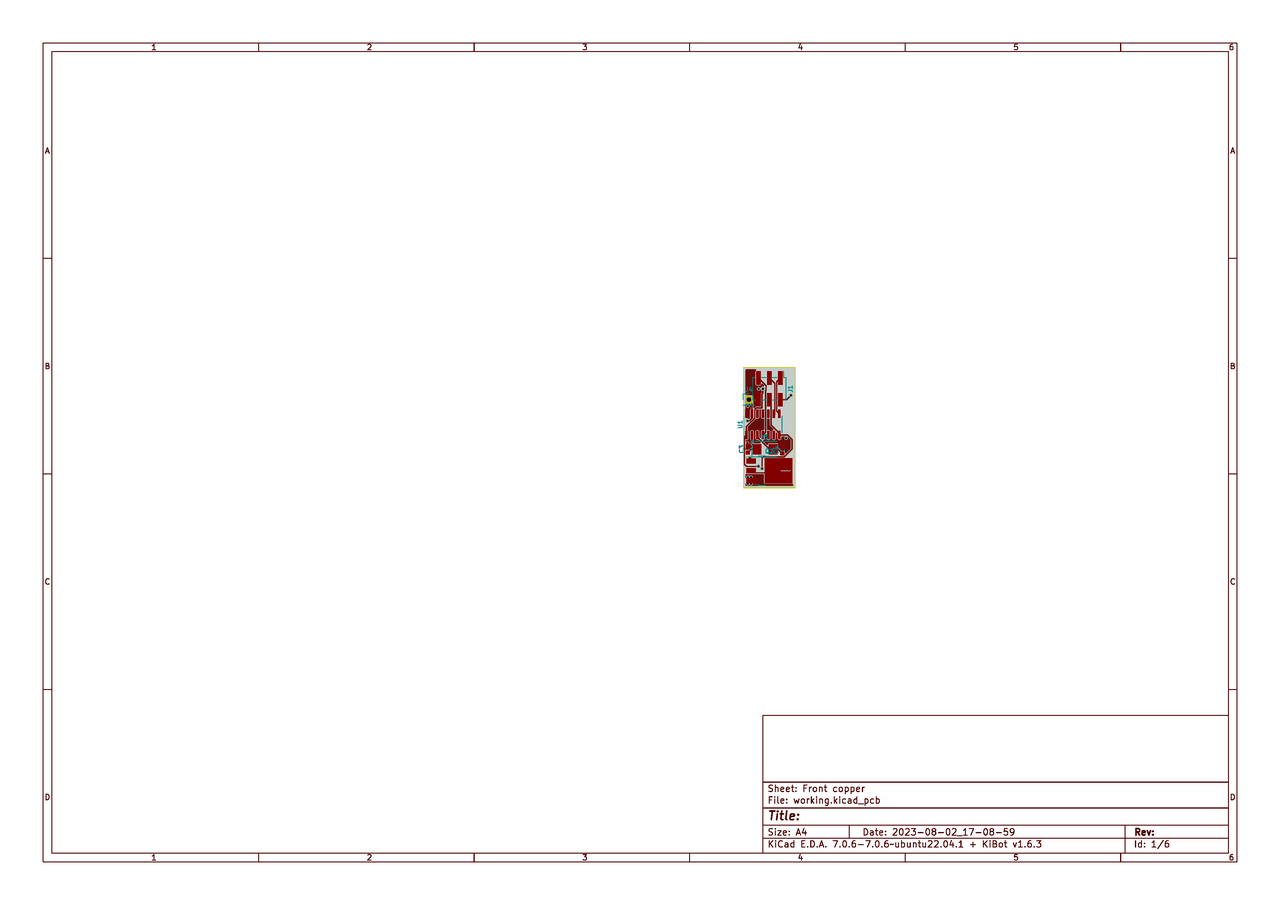 1 2 3 4 5 6
A A
B B
J1
U1
C3
C C
D D
Sheet: Front copper
File: working.kicad_pcb
Title:
Size: A4 Date: 2023-08-02_17-08-59 Rev:
KiCad E.D.A. 7.0.6-7.0.6~ubuntu22.04.1 + KiBot v1.6.3 Id: 1/6
1 2 3 4 5 6